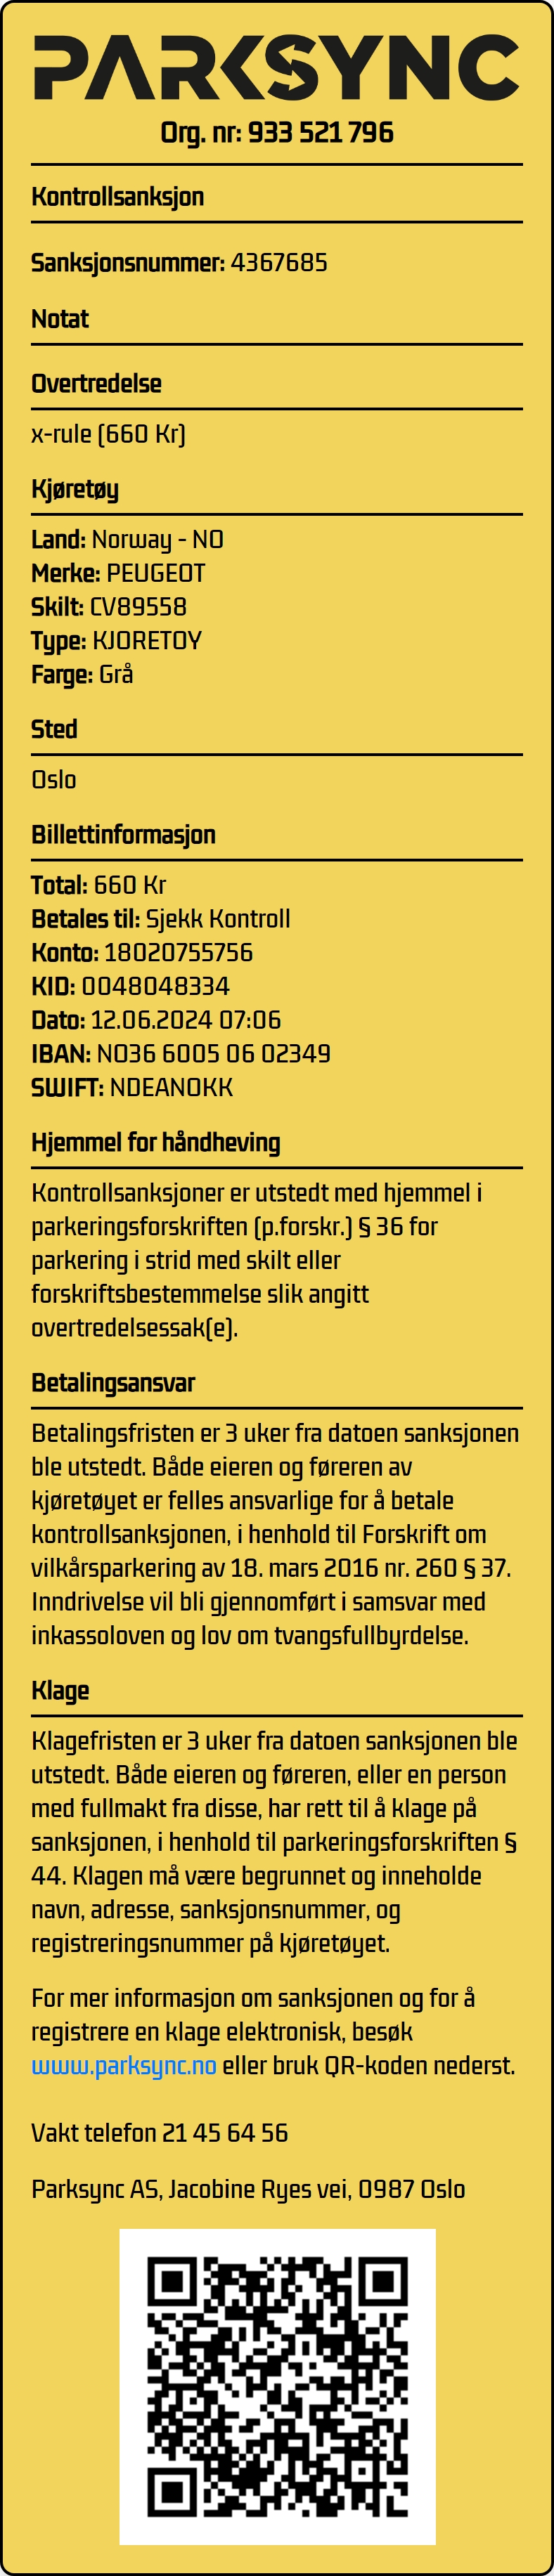 PARKSYNC
Org. nr: 933 521 796
Kontrollsanksjon
Sanksjonsnummer: 4367685
Notat
Overtredelse
x-rule (660 Kr)
Kjøretøy
Land: Norway - NO
Merke: PEUGEOT
Skilt: CV89558
Type: KJORETOY
Farge: Grå
Sted
Oslo
Billettinformasjon
Total: 660 Kr
Betales til: Sjekk Kontroll
Konto: 18020755756
KID: 0048048334
Dato: 12.06.2024 07:06
IBAN: NO36 6005 06 02349
SWIFT: NDEANOKK
Hjemmel for håndheving
Kontrollsanksjoner er utstedt med hjemmel i
parkeringsforskriften (p.forskr.) § 36 for
parkering i strid med skilt eller
forskriftsbestemmelse slik angitt
overtredelsessak(e).
Betalingsansvar
Betalingsfristen er 3 uker fra datoen sanksjonen
ble utstedt. Både eieren og føreren av
kjøretøyet er felles ansvarlige for å betale
kontrollsanksjonen, i henhold til Forskrift om
vilkårsparkering av 18. mars 2016 nr. 260 § 37.
Inndrivelse vil bli gjennomført i samsvar med
inkassoloven og lov om tvangsfullbyrdelse.
Klage
Klagefristen er 3 uker fra datoen sanksjonen ble
utstedt. Både eieren og føreren, eller en person
med fullmakt fra disse, har rett til å klage på
sanksjonen, i henhold til parkeringsforskriften §
44. Klagen må være begrunnet og inneholde
navn, adresse, sanksjonsnummer, og
registreringsnummer på kjøretøyet.
For mer informasjon om sanksjonen og for å
registrere en klage elektronisk, besøk
www.parksync.no eller bruk QR-koden nederst.
Vakt telefon 21 45 64 56
Parksync AS, Jacobine Ryes vei, 0987 Oslo